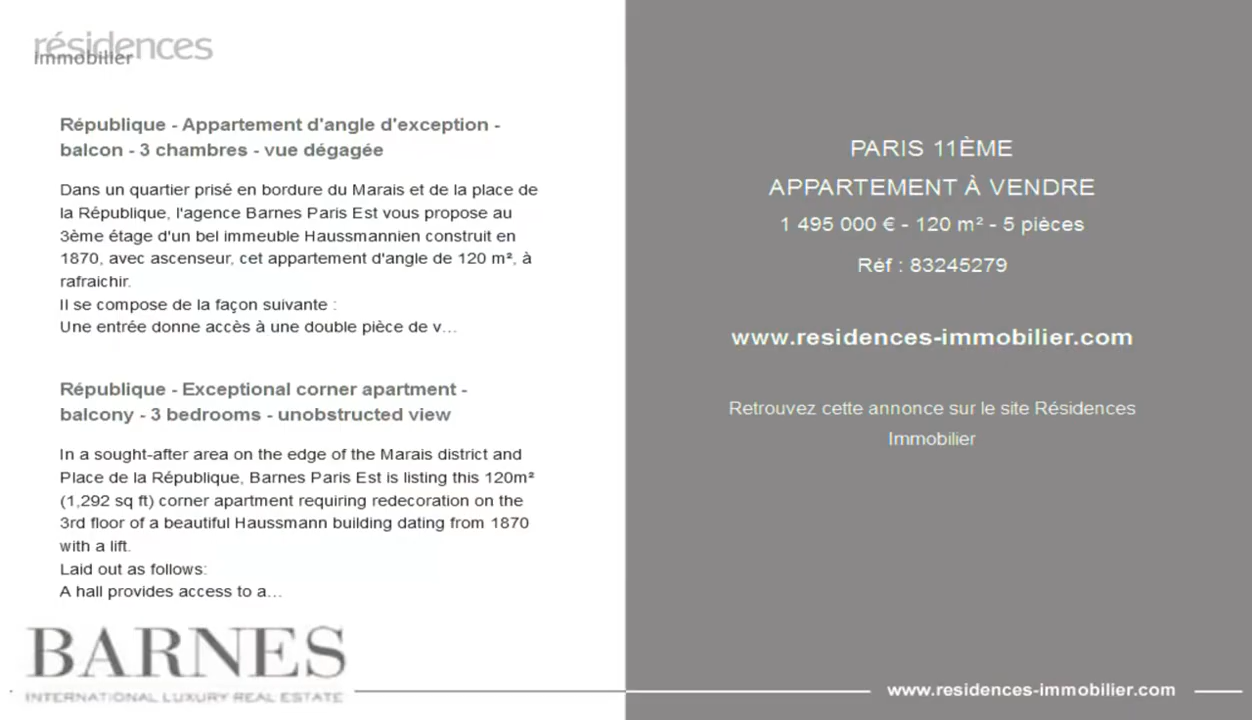 résidences
immobilier
République - Appartement d'angle d'exception -
balcon - 3 chambres - vue dégagée
Dans un quartier prisé en bordure du Marais et de la place de
la République, l'agence Barnes Paris Est vous propose au
3ème étage d'un bel immeuble Haussmannien construit en
1870, avec ascenseur, cet appartement d'angle de 120 m², à
rafraichir.
Il se compose de la façon suivante :
Une entrée donne accès à une double pièce de v...
République - Exceptional corner apartment -
balcony - 3 bedrooms - unobstructed view
In a sought-after area on the edge of the Marais district and
Place de la République, Barnes Paris Est is listing this 120m²
(1,292 sq ft) corner apartment requiring redecoration on the
3rd floor of a beautiful Haussmann building dating from 1870
with a lift.
Laid out as follows:
A hall provides access to a...
BARNES
INTERNATIONAL LUXURY REAL ESTATE
PARIS 11ÈME
APPARTEMENT À VENDRE
1 495 000 € - 120 m² - 5 pièces
Réf : 83245279
www.residences-immobilier.com
Retrouvez cette annonce sur le site Résidences
Immobilier
www.residences-immobilier.com